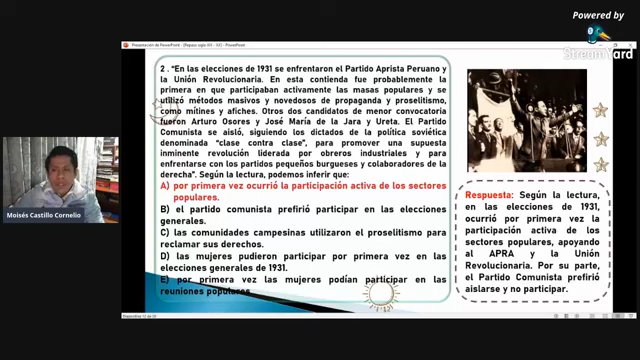 Powered by
StreamYard
Presentación de PowerPoint - [Repaso siglo XIX - XX] - PowerPoint
2 . "En las elecciones de 1931 se enfrentaron el Partido Aprista Peruano y
la Unión Revolucionaria. En esta contienda fue probablemente la
primera en que participaban activamente las masas populares y se
utilizó métodos masivos y novedosos de propaganda y proselitismo,
como mítines y afiches. Otros dos candidatos de menor convocatoria
fueron Arturo Osores y José María de la Jara y Ureta. El Partido
Comunista se aisló, siguiendo los dictados de la política soviética
denominada "clase contra clase", para promover una supuesta
inminente revolución liderada por obreros industriales y para
enfrentarse con los partidos pequeños burgueses y colaboradores de la
derecha". Según la lectura, podemos inferir que:
A) por primera vez ocurrió la participación activa de los sectores
populares.
B) el partido comunista prefirió participar en las elecciones
generales.
C) las comunidades campesinas utilizaron el proselitismo para
reclamar sus derechos.
D) las mujeres pudieron participar por primera vez en las
elecciones generales de 1931.
E) por primera vez las mujeres podían participar en las
reuniones populares.
Respuesta: Según la lectura,
en las elecciones de 1931,
ocurrió por primera vez la
participación activa de los
sectores populares, apoyando
al APRA y la Unión
Revolucionaria. Por su parte,
el Partido Comunista prefirió
aislarse y no participar.
Moisés Castillo Cornelio